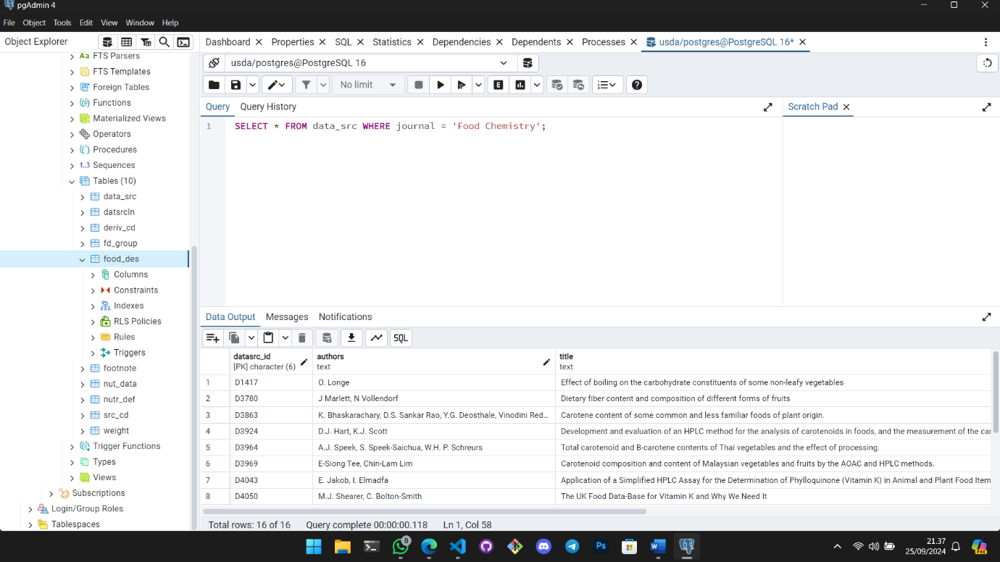 pgAdmin 4
File Object Tools Edit View Window Help
Object Explorer
Dashboard Properties SQL Statistics Dependencies Dependents Processes usda/postgres@PostgreSQL 16*
usda/postgres@PostgreSQL 16
No limit
E
Query Query History
Scratch Pad
1 SELECT * FROM data_src WHERE journal = 'Food Chemistry';
Aa FTS Parsers
FTS Templates
Foreign Tables
Functions
Materialized Views
Operators
Procedures
1..3 Sequences
Tables (10)
data_src
datsrcln
deriv_cd
fd_group
food_des
Columns
Constraints
Indexes
RLS Policies
Rules
Triggers
footnote
nut_data
nutr_def
src_cd
weight
Trigger Functions
Types
Views
Subscriptions
Login/Group Roles
Tablespaces
Data Output Messages Notifications
SQL
datasrc_id authors title
[PK] character (6) text text
1 D1417 O. Longe Effect of boiling on the carbohydrate constituents of some non-leafy vegetables
2 D3780 J Marlett, N Vollendorf Dietary fiber content and composition of different forms of fruits
3 D3863 K. Bhaskarachary, D.S. Sankar Rao, Y.G. Deosthale, Vinodini Red... Carotene content of some common and less familiar foods of plant origin.
4 D3924 D.J. Hart, K.J. Scott Development and evaluation of an HPLC method for the analysis of carotenoids in foods, and the measurement of the car
5 D3964 A.J. Speek, S. Speek-Saichua, W.H. P. Schreurs Total carotenoid and B-carotene contents of Thai vegetables and the effect of processing.
6 D3969 E-Siong Tee, Chin-Lam Lim Carotenoid composition and content of Malaysian vegetables and fruits by the AOAC and HPLC methods.
7 D4043 E. Jakob, I. Elmadfa Application of a Simplified HPLC Assay for the Determination of Phylloquinone (Vitamin K) in Animal and Plant Food Item
8 D4050 M.J. Shearer, C. Bolton-Smith The UK Food Data-Base for Vitamin K and Why We Need It
Total rows: 16 of 16 Query complete 00:00:00.118 Ln 1, Col 58
8
Ps
W
21.37
25/09/2024
PRE